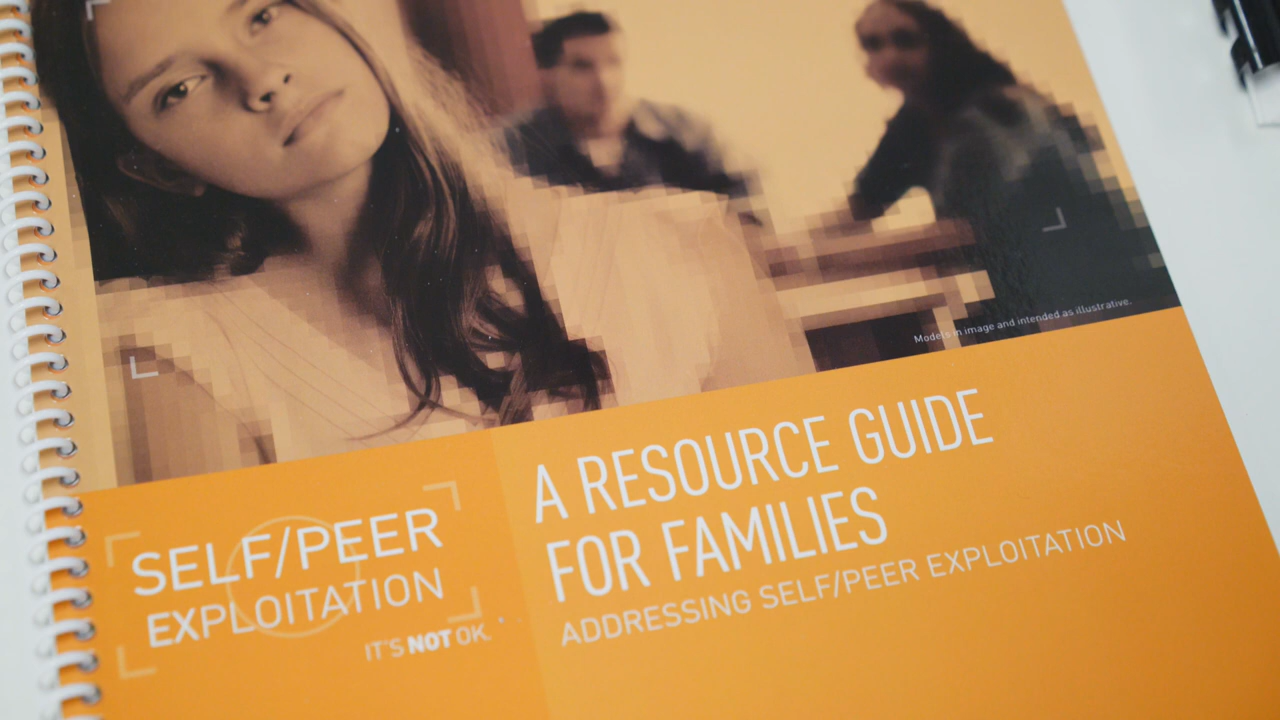 Models in image and intended as illustrative.
SELF/PEER
EXPLOITATION
IT'S NOT OK.
A RESOURCE GUIDE
FOR FAMILIES
ADDRESSING SELF/PEER EXPLOITATION